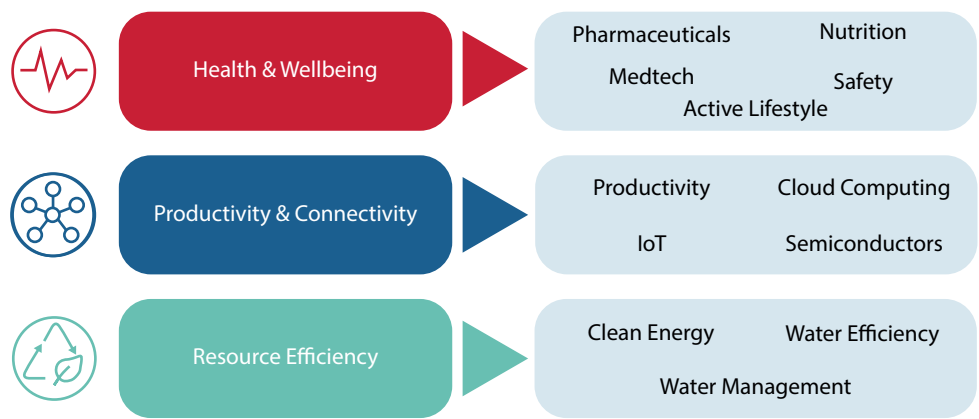 Health & Wellbeing
Pharmaceuticals
Nutrition
Medtech
Safety
Active Lifestyle
Productivity & Connectivity
Productivity
Cloud Computing
IoT
Semiconductors
Resource Efficiency
Clean Energy
Water Efficiency
Water Management